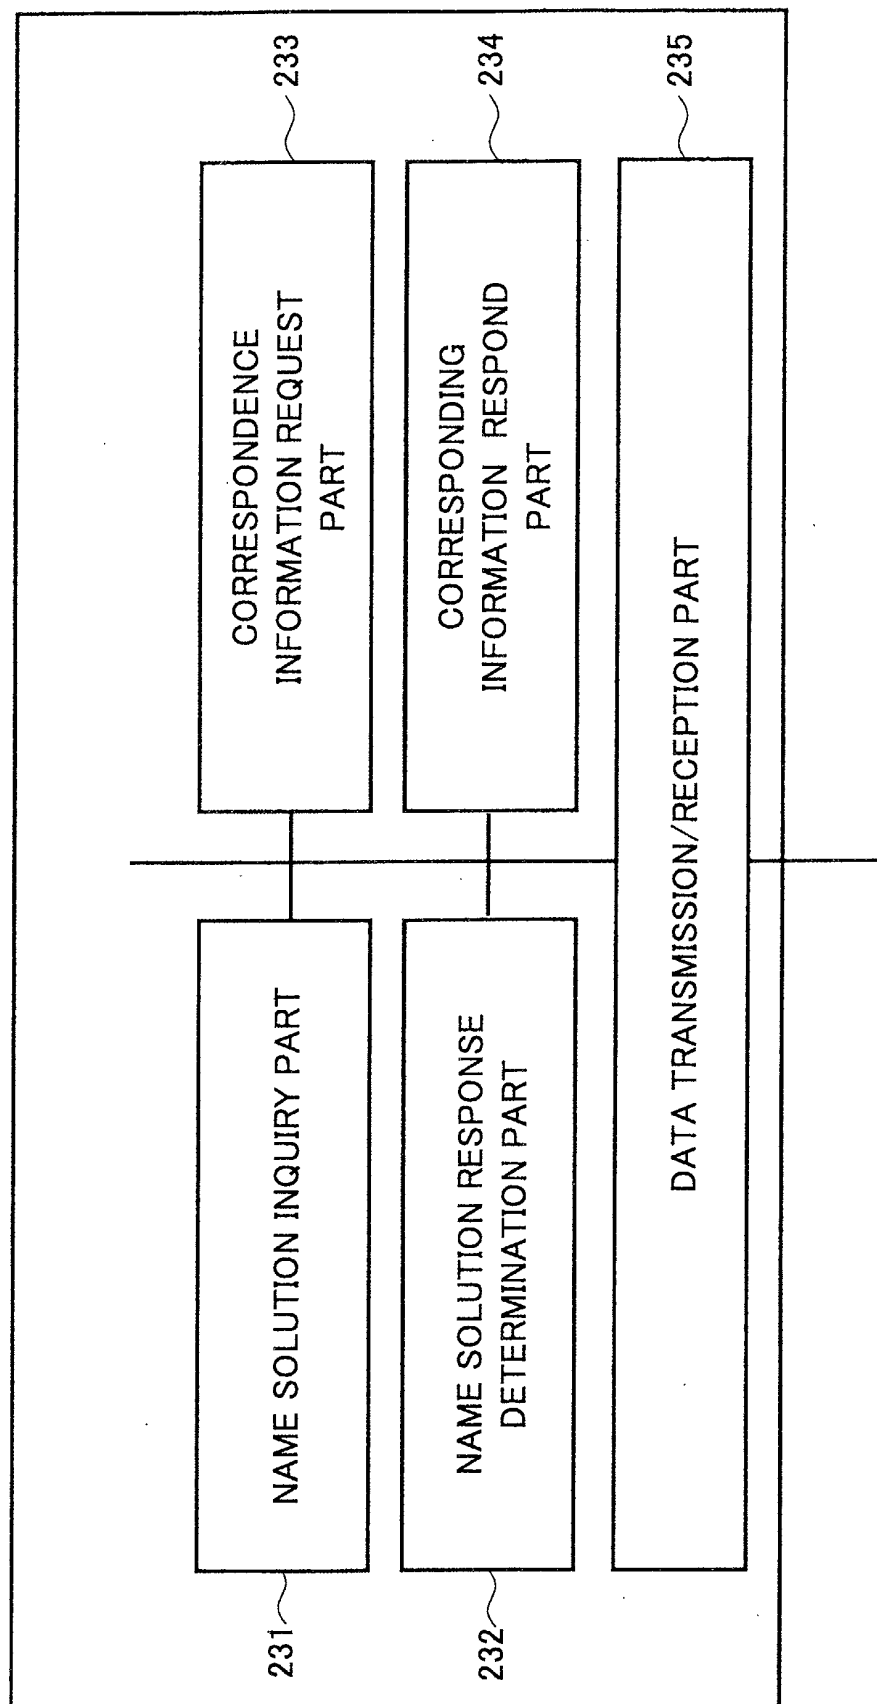 231
NAME SOLUTION INQUIRY PART
CORRESPONDENCE
INFORMATION REQUEST
PART
233
232
NAME SOLUTION RESPONSE
DETERMINATION PART
CORRESPONDING
INFORMATION RESPOND
PART
234
DATA TRANSMISSION/RECEPTION PART
235